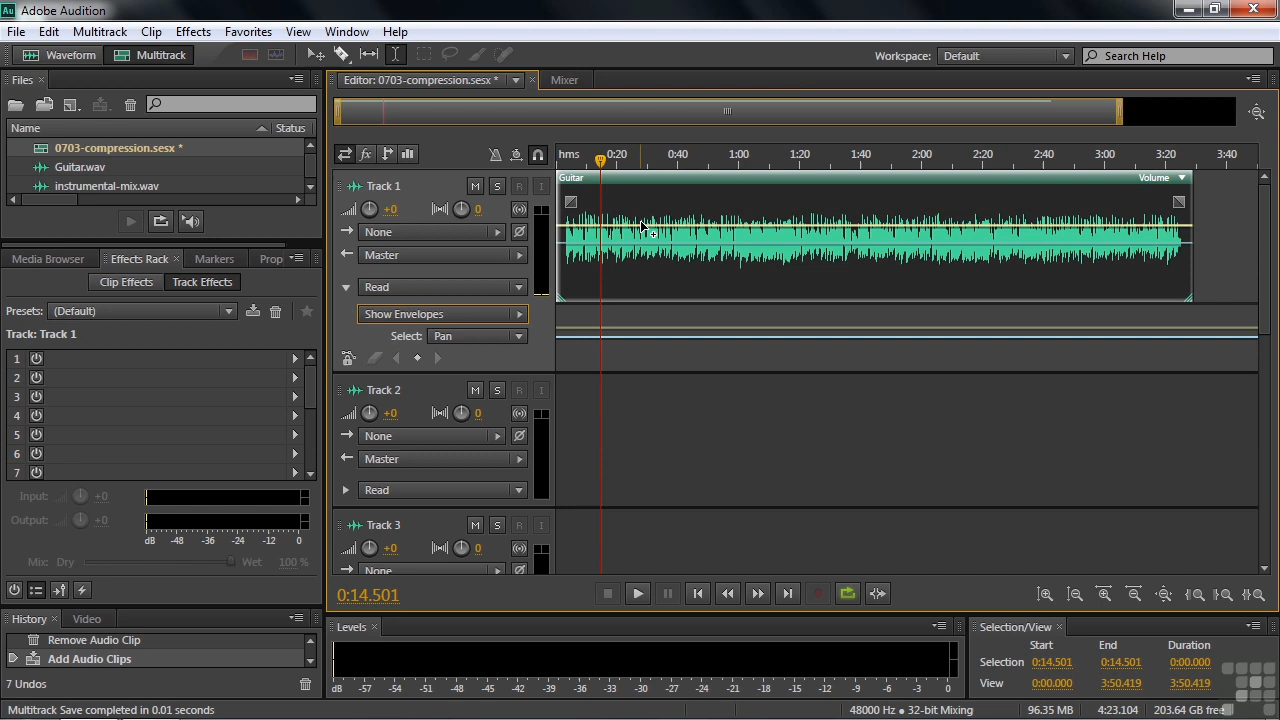 Au Adobe Audition
File Edit Multitrack Clip Effects Favorites View Window Help
Waveform Multitrack Workspace: Default Search Help
Files × Editor: 0703-compression.sesx * × Mixer
Name Status
0703-compression.sesx *
Guitar.wav
instrumental-mix.wav
hms 0:20 0:40 1:00 1:20 1:40 2:00 2:20 2:40 3:00 3:20 3:40
Guitar Volume
Track 1 M S R I
+0 0
None
Master
Read
Show Envelopes
Select: Pan
Media Browser Effects Rack × Markers Prop
Clip Effects Track Effects
Presets: (Default)
Track: Track 1
1
2
3
4
5
6
7
Input: +0
Output: +0
dB -48 -36 -24 -12 0
Mix: Dry Wet 100 %
Track 2 M S R I
+0 0
None
Master
Read
Track 3 M S R I
+0 0
None
0:14.501
History × Video
Remove Audio Clip
Add Audio Clips
7 Undos
Levels ×
dB -57 -54 -51 -48 -45 -42 -39 -36 -33 -30 -27 -24 -21 -18 -15 -12 -9 -6 -3 0
Selection/View ×
Start End Duration
Selection 0:14.501 0:14.501 0:00.000
View 0:00.000 3:50.419 3:50.419
Multitrack Save completed in 0.01 seconds 48000 Hz ● 32-bit Mixing 96.35 MB 4:23.104 203.64 GB free